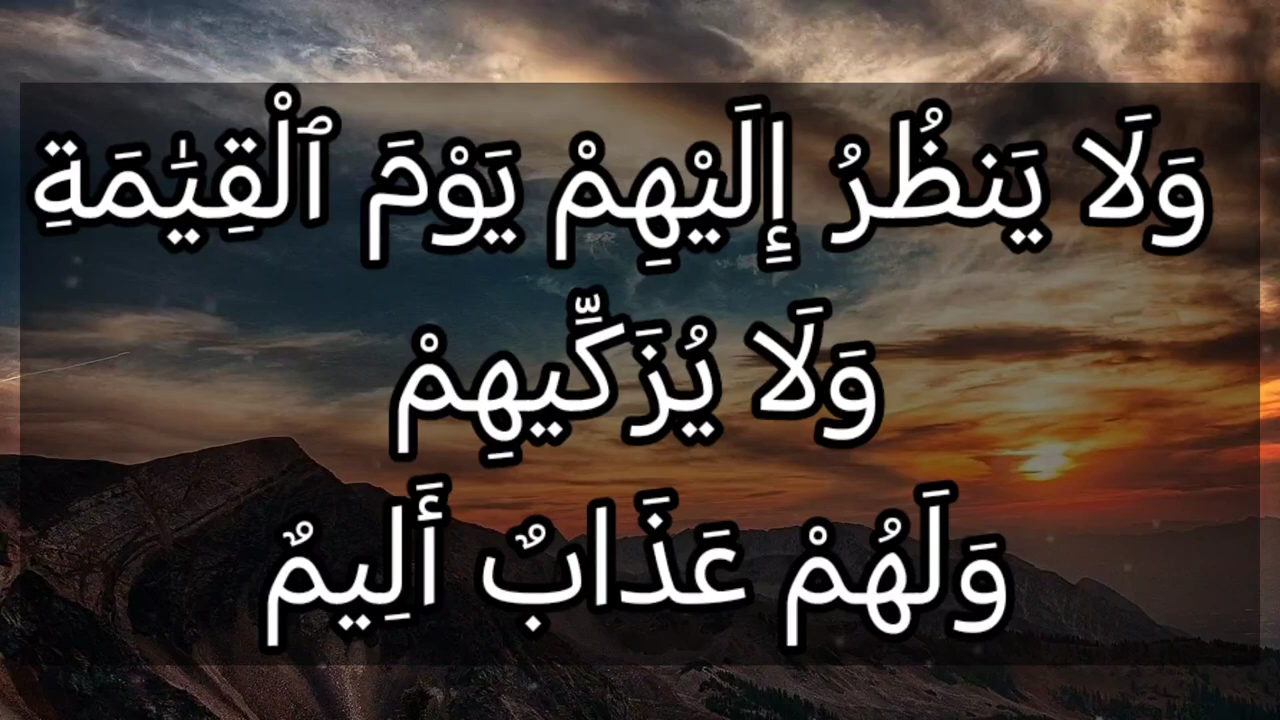 وَلَا يَنظُرُ إِلَيْهِمْ يَوْمَ ٱلْقِيَٰمَةِ
وَلَا يُزَكِّيهِمْ
وَلَهُمْ عَذَابٌ أَلِيمٌ